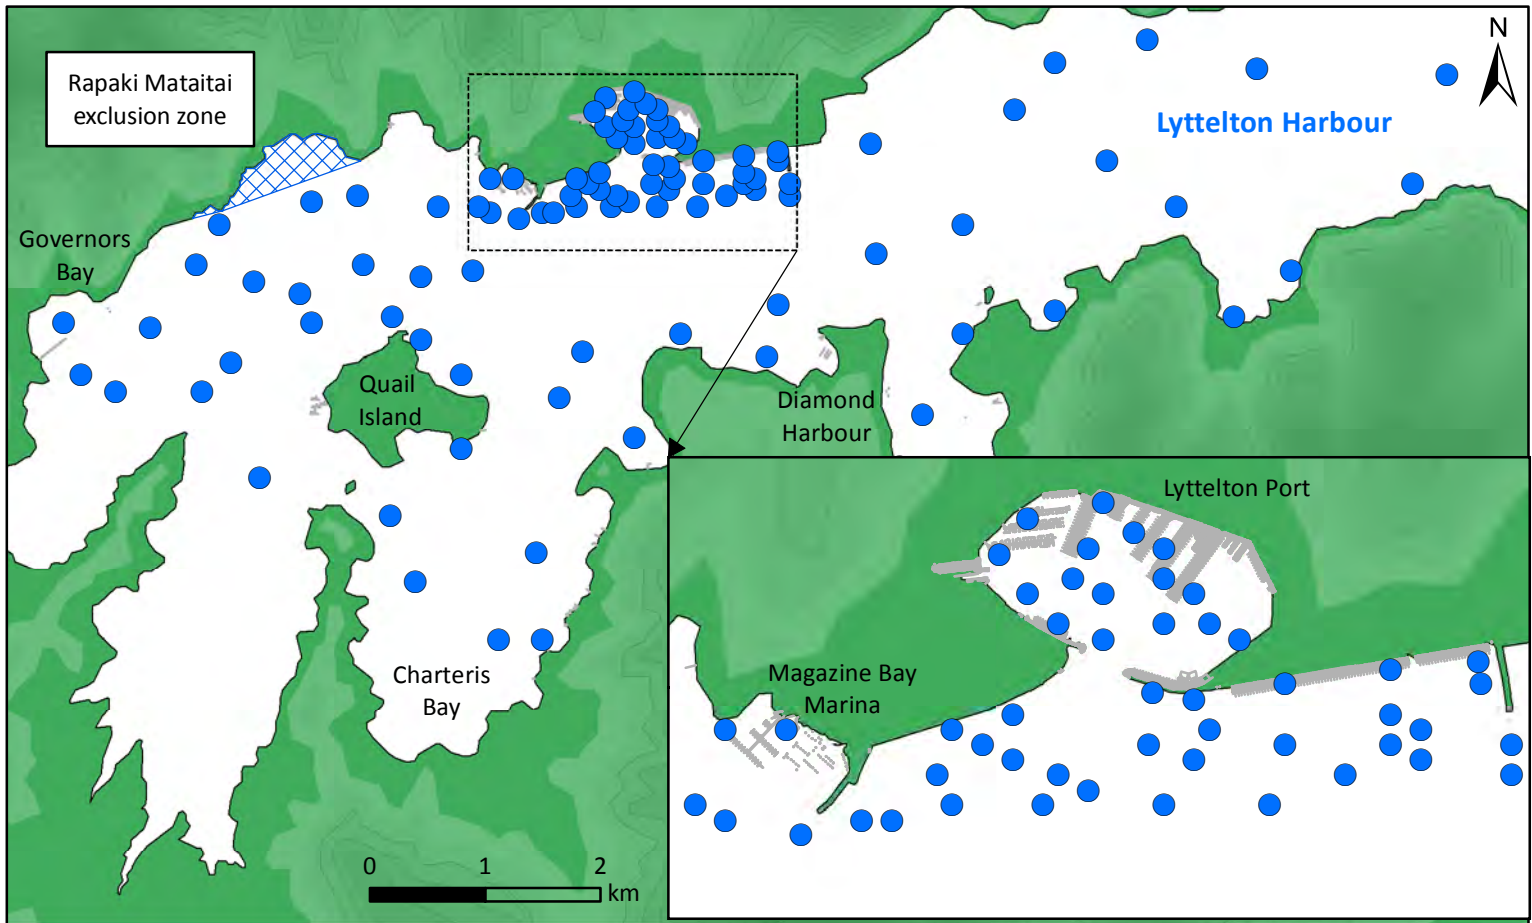 Rapaki Mataitai
exclusion zone
N
Lyttelton Harbour
Governors
Bay
Quail
Island
Diamond
Harbour
Lyttelton Port
Magazine Bay
Marina
Charteris
Bay
0 1 2
km